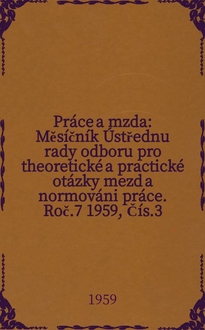 Práce a mzda:
Měsíčník Ústřednu
rady odboru pro
theoretické a practické
otázky mezd a
normováni práce.
Roč.7 1959, Čís.3
1959